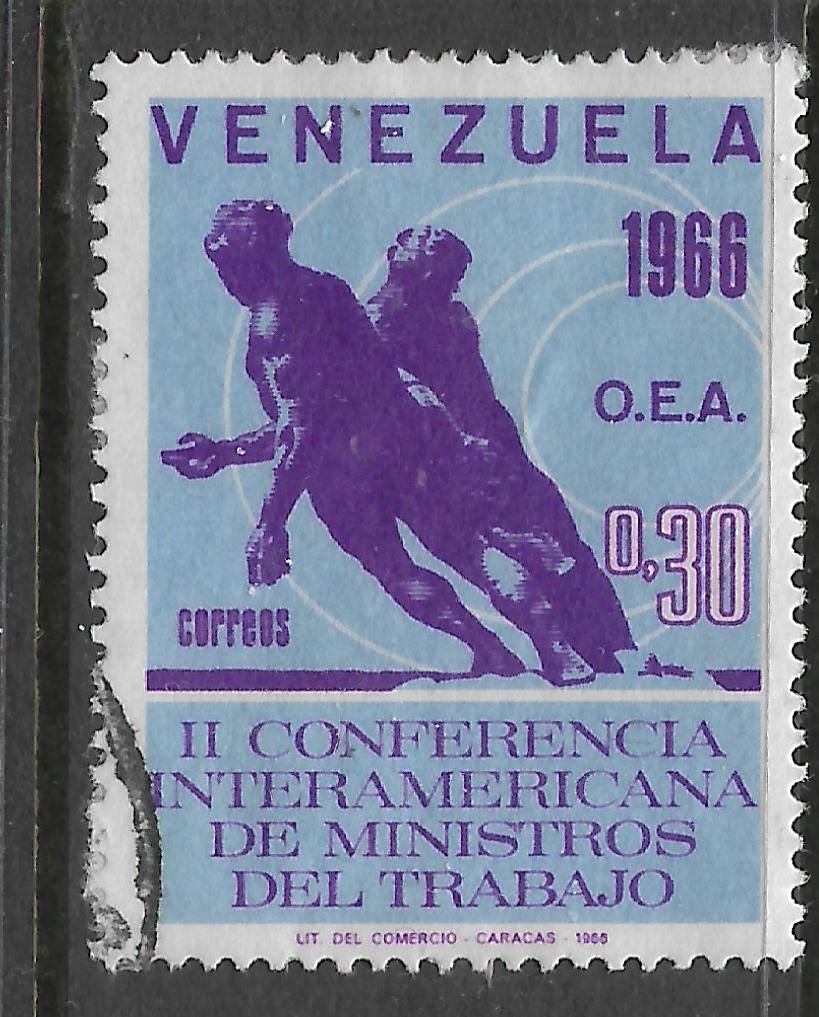 VENEZUELA
1966
O.E.A.
0,30
correos
II CONFERENCIA
INTERAMERICANA
DE MINISTROS
DEL TRABAJO
LIT. DEL COMERCIO - CARACAS - 1966